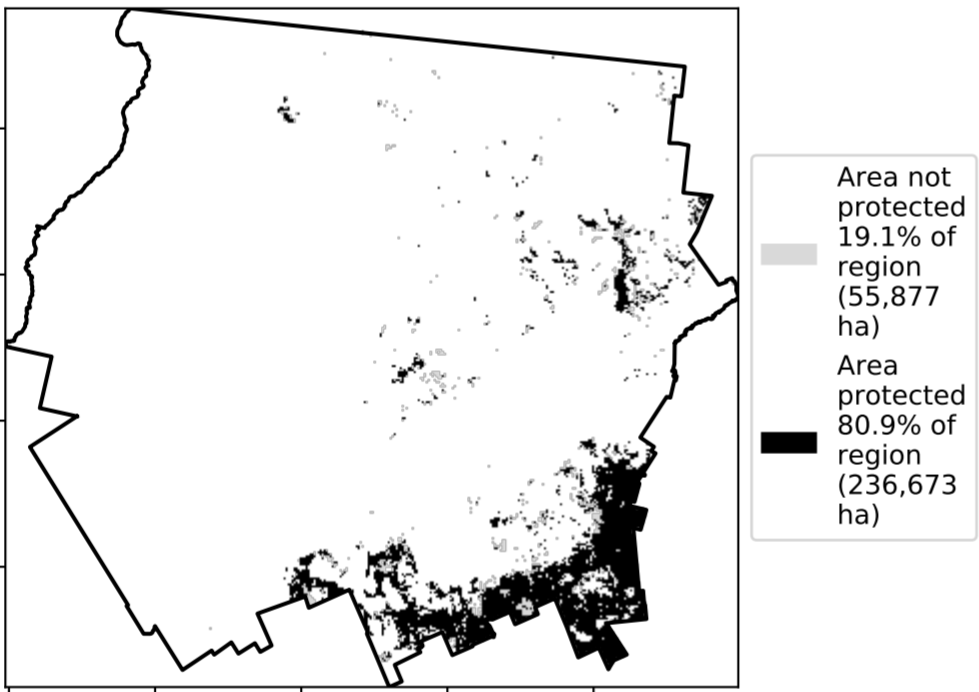 Area not
protected
19.1% of
region
(55,877
ha)
Area
protected
80.9% of
region
(236,673
ha)